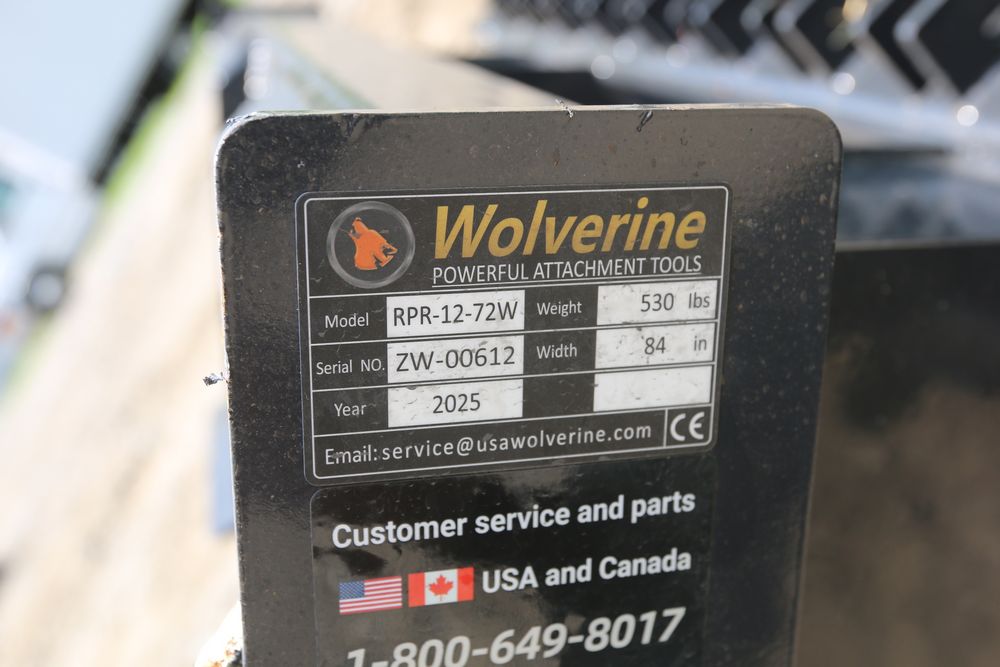 Wolverine
POWERFUL ATTACHMENT TOOLS
Model RPR-12-72W Weight 530 lbs
Serial NO. ZW-00612 Width 84 in
Year 2025
Email: service@usawolverine.com CE
Customer service and parts
USA and Canada
1-800-649-8017